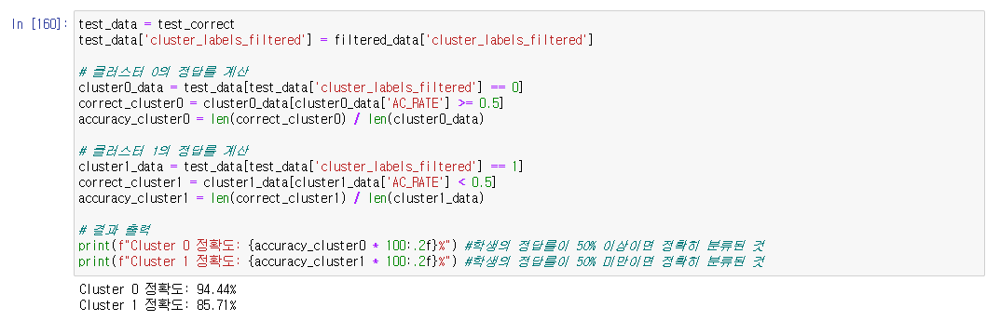 In [160]: test_data = test_correct
test_data['cluster_labels_filtered'] = filtered_data['cluster_labels_filtered']
# 클러스터 0의 정답률 계산
cluster0_data = test_data[test_data['cluster_labels_filtered'] == 0]
correct_cluster0 = cluster0_data[cluster0_data['AC_RATE'] >= 0.5]
accuracy_cluster0 = len(correct_cluster0) / len(cluster0_data)
# 클러스터 1의 정답률 계산
cluster1_data = test_data[test_data['cluster_labels_filtered'] == 1]
correct_cluster1 = cluster1_data[cluster1_data['AC_RATE'] < 0.5]
accuracy_cluster1 = len(correct_cluster1) / len(cluster1_data)
# 결과 출력
print(f"Cluster 0 정확도: {accuracy_cluster0 * 100:.2f}%") #학생의 정답률이 50% 이상이면 정확히 분류된 것
print(f"Cluster 1 정확도: {accuracy_cluster1 * 100:.2f}%") #학생의 정답률이 50% 미만이면 정확히 분류된 것
Cluster 0 정확도: 94.44%
Cluster 1 정확도: 85.71%